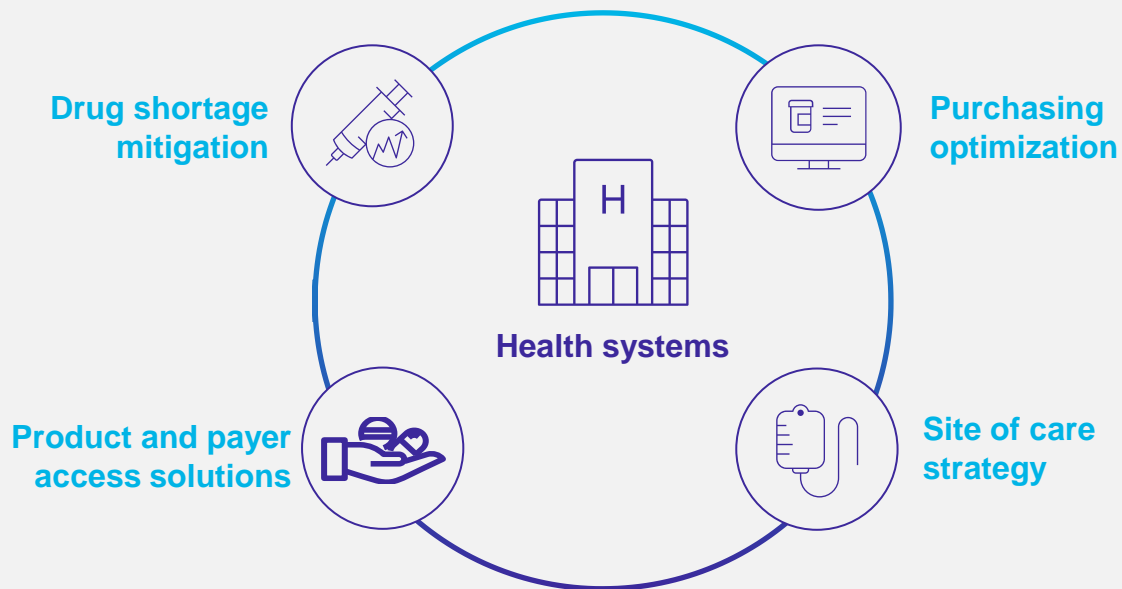 Drug shortage
mitigation
Purchasing
optimization
H
Health systems
Product and payer
access solutions
Site of care
strategy